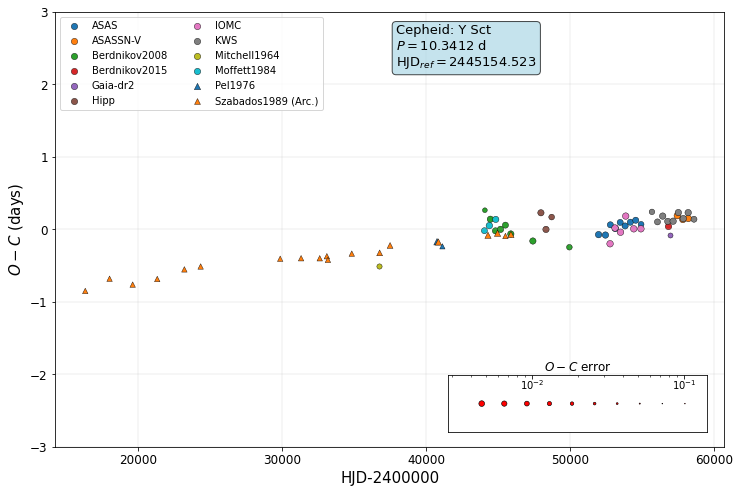 ASAS
ASASSN-V
Berdnikov2008
Berdnikov2015
Gaia-dr2
Hipp
IOMC
KWS
Mitchell1964
Moffett1984
Pel1976
Szabados1989 (Arc.)
Cepheid: Y Sct
P = 10.3412 d
HJD_ref = 2445154.523
3
2
1
0
−1
−2
−3
O − C (days)
O − C error
10^−2
10^−1
20000
30000
40000
50000
60000
HJD-2400000